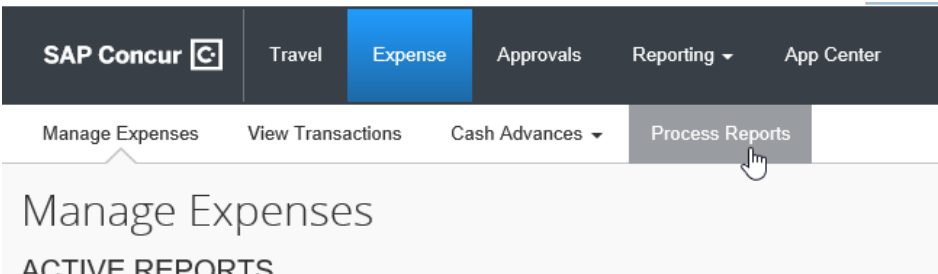 SAP Concur C Travel Expense Approvals Reporting App Center
Manage Expenses View Transactions Cash Advances Process Reports
Manage Expenses
ACTIVE REPORTS